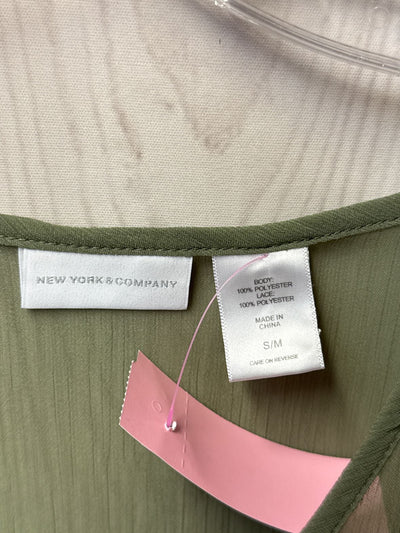 NEW YORK & COMPANY
BODY:
100% POLYESTER
LACE:
100% POLYESTER
MADE IN
CHINA
S/M
CARE ON REVERSE